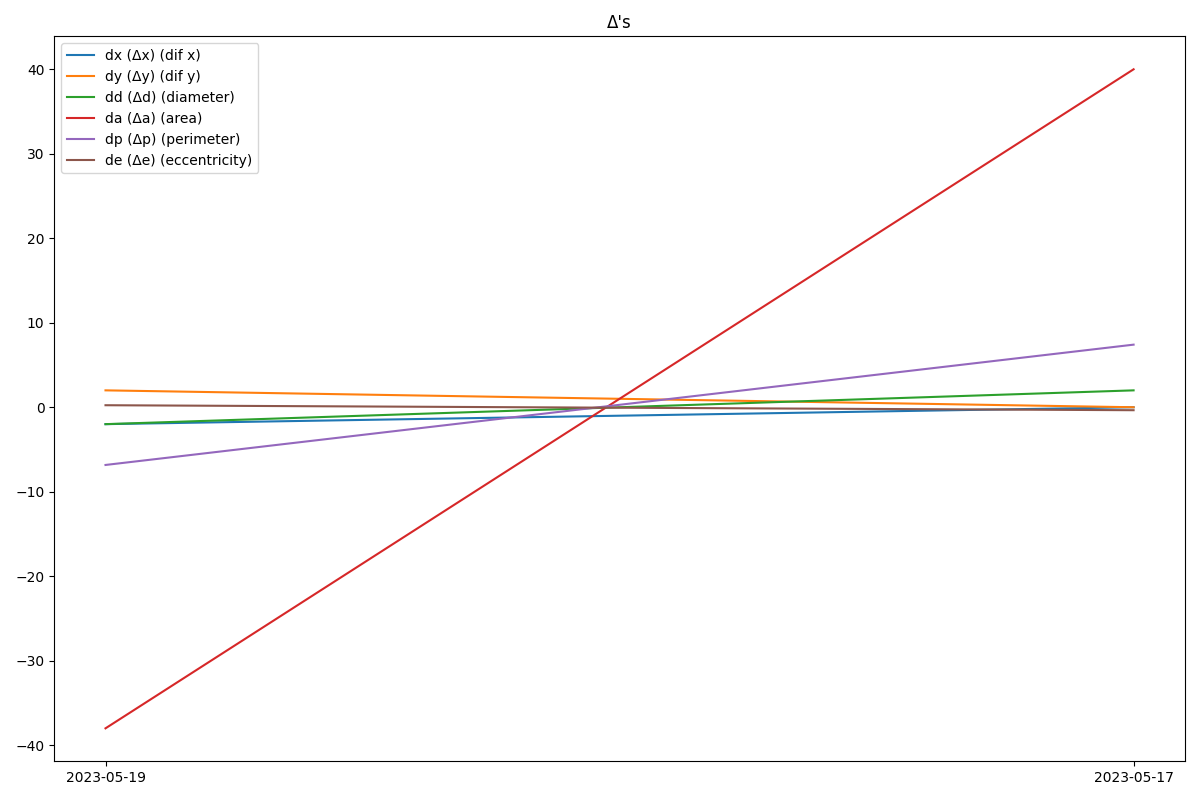 Δ's
dx (Δx) (dif x)
dy (Δy) (dif y)
dd (Δd) (diameter)
da (Δa) (area)
dp (Δp) (perimeter)
de (Δe) (eccentricity)
40
30
20
10
0
−10
−20
−30
−40
2023-05-19 2023-05-17